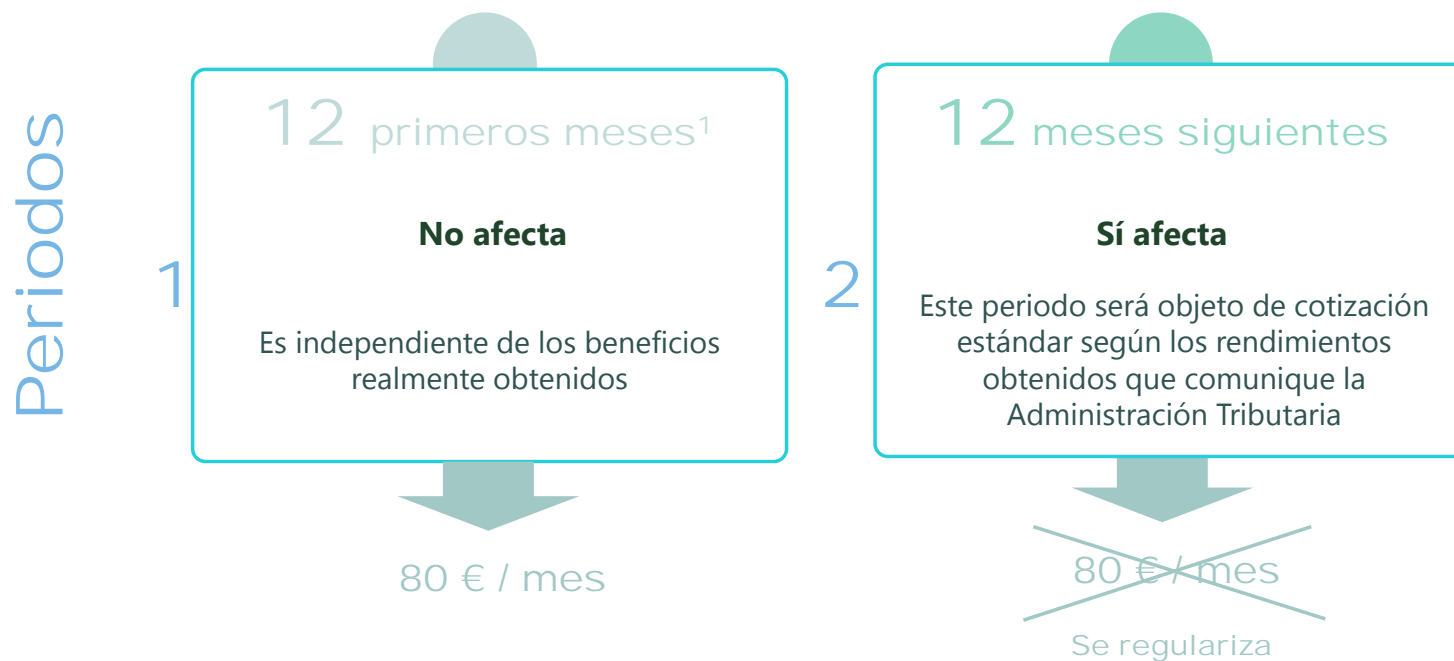 Periodos
1
12 primeros meses¹
No afecta
Es independiente de los beneficios
realmente obtenidos
80 € / mes
2
12 meses siguientes
Sí afecta
Este periodo será objeto de cotización
estándar según los rendimientos
obtenidos que comunique la
Administración Tributaria
80 € / mes
Se regulariza